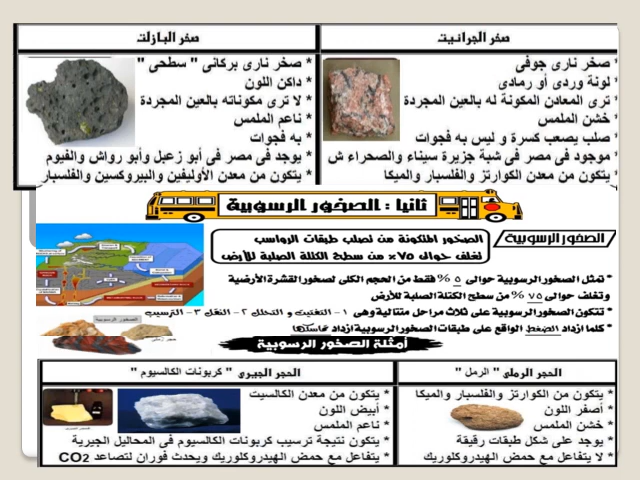 صخر الجرانيت
* صخر نارى جوفى
* لونة وردى أو رمادى
* ترى المعادن المكونة له بالعين المجردة
* خشن الملمس
* صلب يصعب كسرة و ليس به فجوات
* موجود فى مصر فى شبة جزيرة سيناء والصحراء ش
* يتكون من معدن الكوارتز والفلسبار والميكا
صخر البازلت
* صخر نارى بركانى " سطحى "
* داكن اللون
* لا ترى مكوناته بالعين المجردة
* ناعم الملمس
* به فجوات
* يوجد فى مصر فى أبو زعبل وأبو رواش والفيوم
* يتكون من معدن الأوليفين والبيروكسين والفلسبار
ثانيا : الصخور الرسوبية
الصخور الرسوبية
الصخور المتكونة من تصلب طبقات الرواسب
تغلف حوالى ٧٥٪ من سطح الكتلة الصلبة للأرض
* تمثل الصخور الرسوبية حوالى ٥ % فقط من الحجم الكلى لصخور القشرة الأرضية
وتغلف حوالى ٧٥ % من سطح الكتلة الصلبة للأرض
* تتكون الصخور الرسوبية على ثلاث مراحل متتالية وهى ١ - التفتيت و التحلل ٢ - النقل ٣ - الترسيب
* كلما ازداد الضغط الواقع على طبقات الصخور الرسوبية ازداد تماسكها
الصخور الرسوبية
أمثلة الصخور الرسوبية
الحجر الرملى " الرمل "
* يتكون من الكوارتز والفلسبار والميكا
* أصفر اللون
* خشن الملمس
* يوجد على شكل طبقات رقيقة
* لا يتفاعل مع حمض الهيدروكلوريك
الحجر الجيرى " كربونات الكالسيوم "
* يتكون من معدن الكالسيت
* أبيض اللون
* ناعم الملمس
* يتكون نتيجة ترسيب كربونات الكالسيوم فى المحاليل الجيرية
* يتفاعل مع حمض الهيدروكلوريك ويحدث فوران لتصاعد CO2